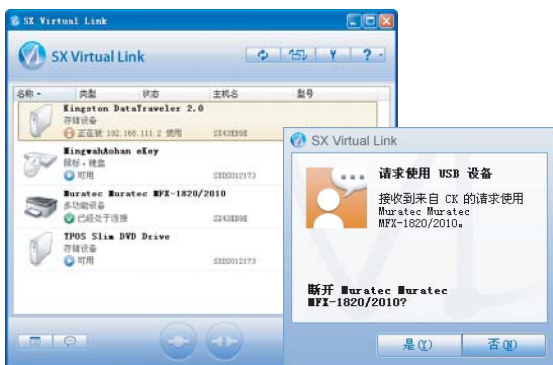 SX Virtual Link
SX Virtual Link
?
名称 类型 状态 主机名 型号
Kingston DataTraveler 2.0
存储设备
正在被 192.168.111.2 使用
MingwahAohan eKey
鼠标・键盘
可用
Muratec Muratec MFX-1820/2010
多功能设备
已经处于连接
TPOS Slim DVD Drive
存储设备
可用
SX Virtual Link
请求使用 USB 设备
接收到来自 CK 的请求使用
Muratec Muratec
MFX-1820/2010。
断开 Muratec Muratec
MFX-1820/2010?
是(Y) 否(N)